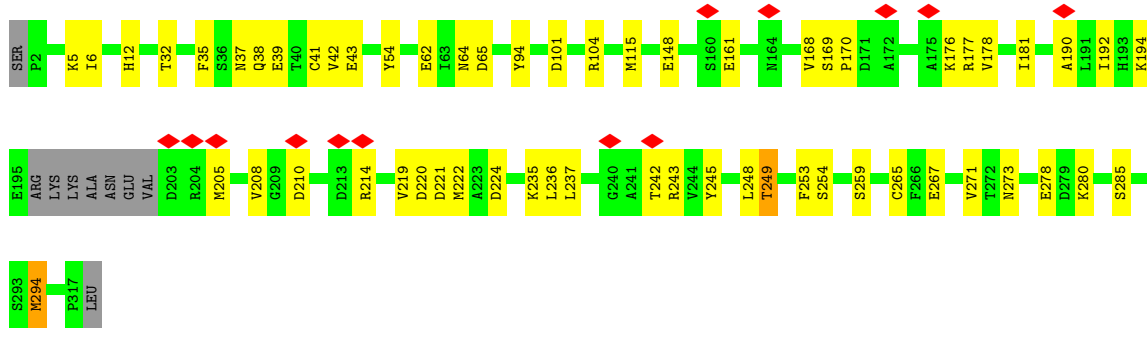 SER P2 K5 I6 H12 T32 F35 S36 N37 Q38 E39 T40 C41 V42 E43 Y54 E62 I63 N64 D65 Y94 D101 R104 M115 E148 S160 E161 N164 V168 S169 P170 D171 A172 A175 K176 R177 V178 I181 A190 L191 I192 H193 K194
E195 ARG LYS LYS ALA ASN GLU VAL D203 R204 M205 V208 G209 D210 D213 R214 V219 D220 D221 M222 A223 D224 K235 L236 L237 G240 A241 T242 R243 V244 Y245 L248 T249 F253 S254 S259 C265 F266 E267 V271 T272 N273 E278 D279 K280 S285
S293 M294 P317 LEU